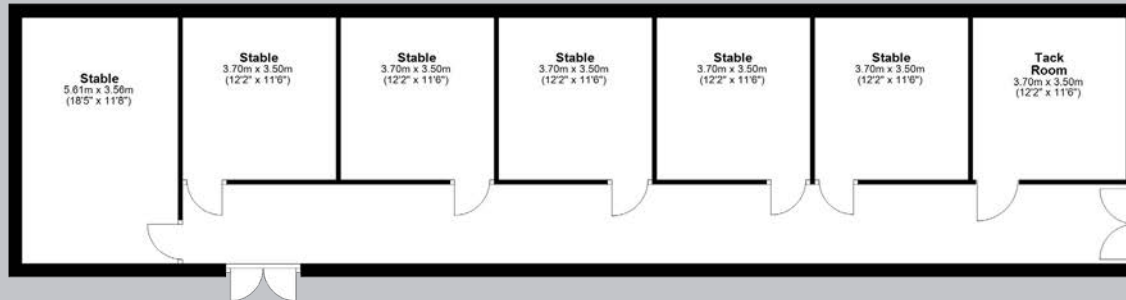 Stable
5.61m x 3.56m
(18'5" x 11'8")
Stable
3.70m x 3.50m
(12'2" x 11'6")
Stable
3.70m x 3.50m
(12'2" x 11'6")
Stable
3.70m x 3.50m
(12'2" x 11'6")
Stable
3.70m x 3.50m
(12'2" x 11'6")
Stable
3.70m x 3.50m
(12'2" x 11'6")
Tack
Room
3.70m x 3.50m
(12'2" x 11'6")